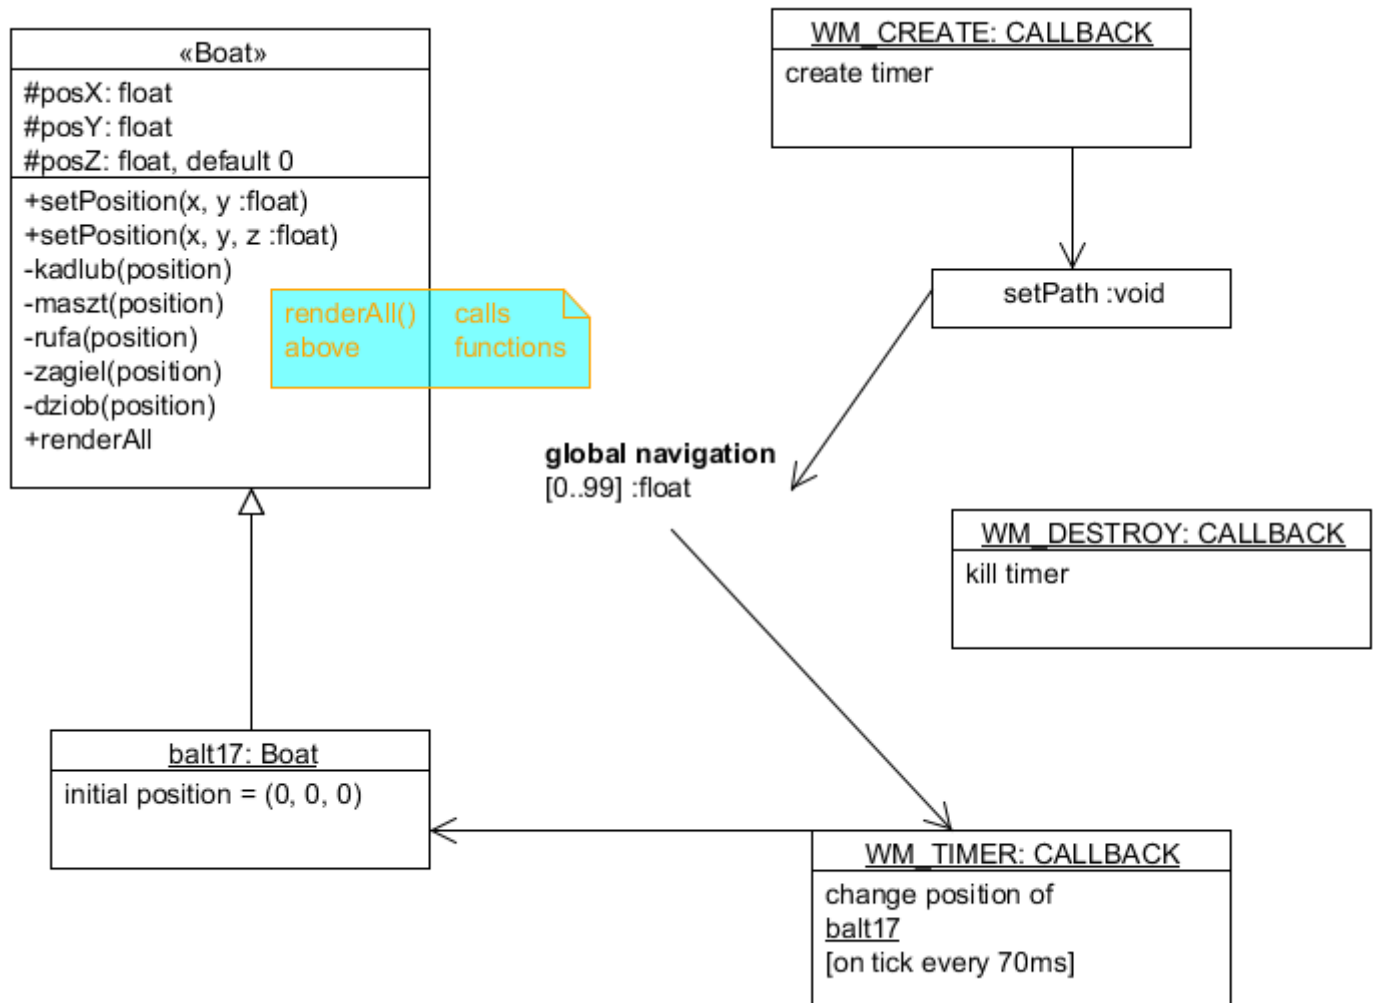 «Boat»
#posX: float
#posY: float
#posZ: float, default 0
+setPosition(x, y :float)
+setPosition(x, y, z :float)
-kadlub(position)
-maszt(position)
-rufa(position)
-zagiel(position)
-dziob(position)
+renderAll
renderAll() calls
above functions
WM_CREATE: CALLBACK
create timer
setPath :void
global navigation
[0..99] :float
WM_DESTROY: CALLBACK
kill timer
balt17: Boat
initial position = (0, 0, 0)
WM_TIMER: CALLBACK
change position of
balt17
[on tick every 70ms]